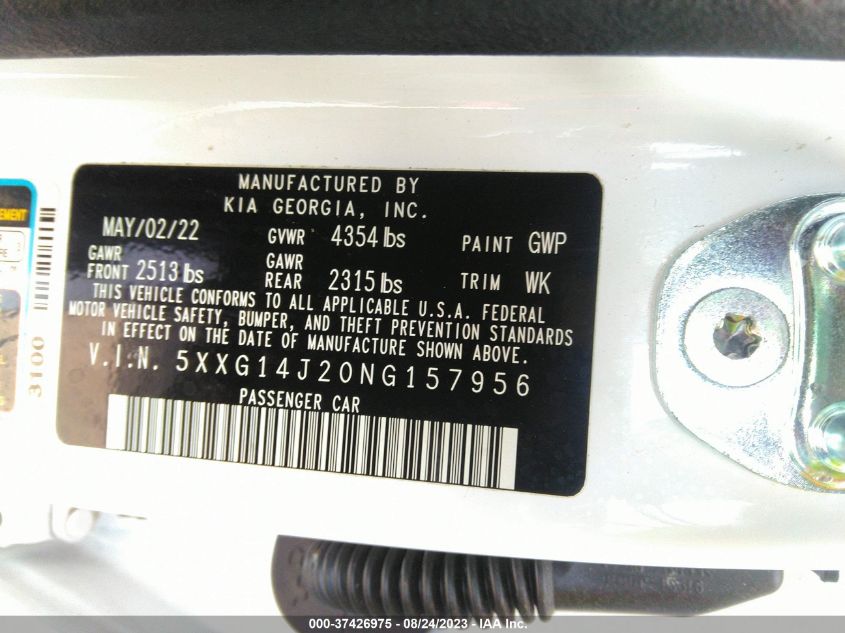 MANUFACTURED BY
KIA GEORGIA, INC.
MAY/02/22 GVWR 4354 lbs PAINT GWP
GAWR FRONT 2513 lbs GAWR REAR 2315 lbs TRIM WK
THIS VEHICLE CONFORMS TO ALL APPLICABLE U.S.A. FEDERAL
MOTOR VEHICLE SAFETY, BUMPER, AND THEFT PREVENTION STANDARDS
IN EFFECT ON THE DATE OF MANUFACTURE SHOWN ABOVE.
V.I.N. 5XXG14J20NG157956
PASSENGER CAR
3100
000-37426975 - 08/24/2023 - IAA Inc.